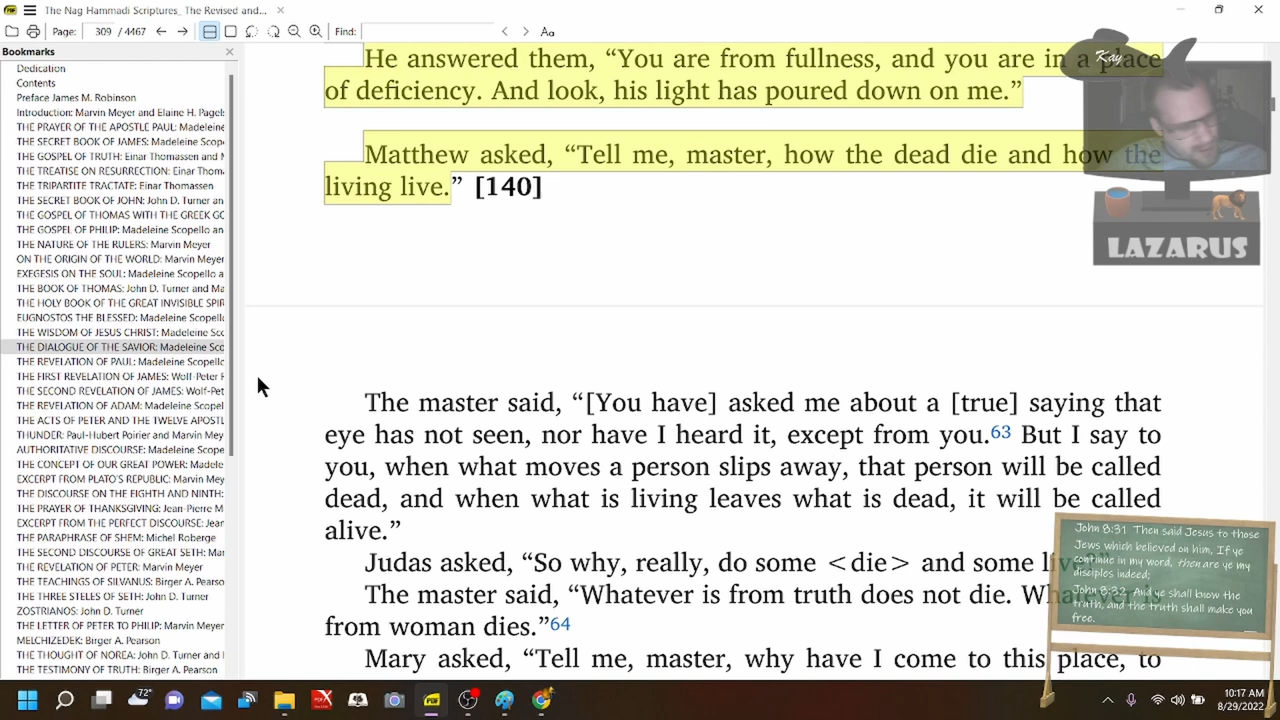 The Nag Hammadi Scriptures_ The Revised and...
Page: 309 / 4467 Find: Aa
Bookmarks
Dedication
Contents
Preface James M. Robinson
Introduction: Marvin Meyer and Elaine H. Pagels
THE PRAYER OF THE APOSTLE PAUL: Madeleine
THE SECRET BOOK OF JAMES: Madeleine Scop
THE GOSPEL OF TRUTH: Einar Thomassen and M
THE TREATISE ON RESURRECTION: Einar Thom
THE TRIPARTITE TRACTATE: Einar Thomassen
THE SECRET BOOK OF JOHN: John D. Turner an
THE GOSPEL OF THOMAS WITH THE GREEK GO
THE GOSPEL OF PHILIP: Madeleine Scopello an
THE NATURE OF THE RULERS: Marvin Meyer
ON THE ORIGIN OF THE WORLD: Marvin Meyer
EXEGESIS ON THE SOUL: Madeleine Scopello a
THE BOOK OF THOMAS: John D. Turner and Ma
THE HOLY BOOK OF THE GREAT INVISIBLE SPIR
EUGNOSTOS THE BLESSED: Madeleine Scopell
THE WISDOM OF JESUS CHRIST: Madeleine Sco
THE DIALOGUE OF THE SAVIOR: Madeleine Sco
THE REVELATION OF PAUL: Madeleine Scopello
THE FIRST REVELATION OF JAMES: Wolf-Peter F
THE SECOND REVELATION OF JAMES: Wolf-Pet
THE REVELATION OF ADAM: Madeleine Scopel
THE ACTS OF PETER AND THE TWELVE APOSTL
THUNDER: Paul-Hubert Poirier and Marvin Mey
AUTHORITATIVE DISCOURSE: Madeleine Scope
THE CONCEPT OF OUR GREAT POWER: Madele
EXCERPT FROM PLATO'S REPUBLIC: Marvin Mey
THE DISCOURSE ON THE EIGHTH AND NINTH:
THE PRAYER OF THANKSGIVING: Jean-Pierre M
EXCERPT FROM THE PERFECT DISCOURSE: Jear
THE PARAPHRASE OF SHEM: Michel Roberge
THE SECOND DISCOURSE OF GREAT SETH: Mar
THE REVELATION OF PETER: Marvin Meyer
THE TEACHINGS OF SILVANUS: Birger A. Pearso
THE THREE STELES OF SETH: John D. Turner
ZOSTRIANOS: John D. Turner
THE LETTER OF PETER TO PHILIP: Marvin Meyer
MELCHIZEDEK: Birger A. Pearson
THE THOUGHT OF NOREA: John D. Turner and I
THE TESTIMONY OF TRUTH: Birger A. Pearson
He answered them, “You are from fullness, and you are in a place
of deficiency. And look, his light has poured down on me.”
Matthew asked, “Tell me, master, how the dead die and how the
living live.” [140]
The master said, “[You have] asked me about a [true] saying that
eye has not seen, nor have I heard it, except from you.63 But I say to
you, when what moves a person slips away, that person will be called
dead, and when what is living leaves what is dead, it will be called
alive.”
Judas asked, “So why, really, do some <die> and some live?”
The master said, “Whatever is from truth does not die. Whatever is
from woman dies.”64
Mary asked, “Tell me, master, why have I come to this place, to
Kay
LAZARUS
John 8:31 Then said Jesus to those
Jews which believed on him, If ye
continue in my word, then are ye my
disciples indeed;
John 8:32 And ye shall know the
truth, and the truth shall make you
free.
72°
10:17 AM
8/29/2022